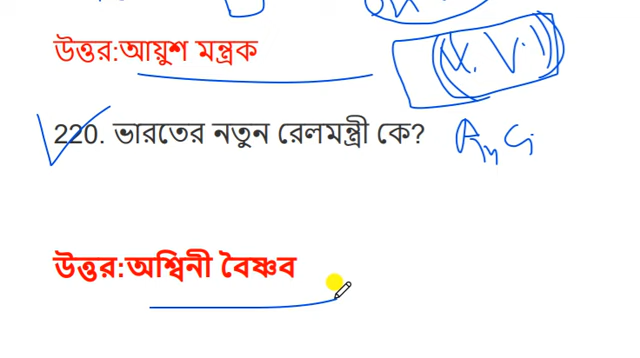 উত্তর:আয়ুশ মন্ত্রক
220. ভারতের নতুন রেলমন্ত্রী কে?
উত্তর:অশ্বিনী বৈষ্ণব